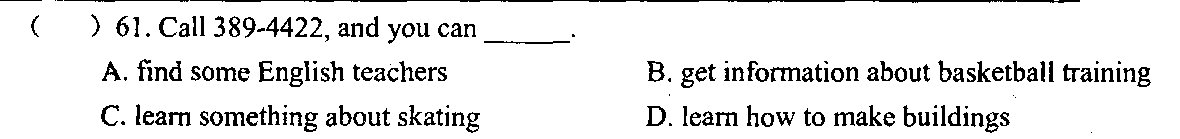 (　　) 61. Call 389-4422, and you can ______.
A. find some English teachers B. get information about basketball training
C. learn something about skating D. learn how to make buildings